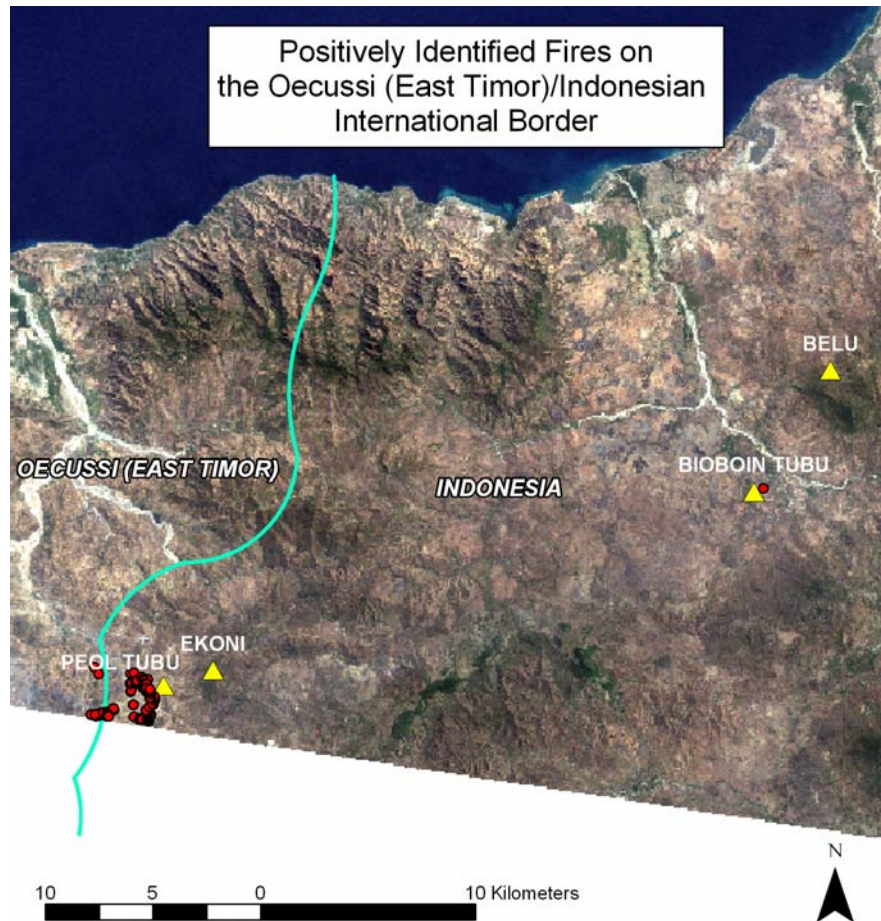 Positively Identified Fires on
the Oecussi (East Timor)/Indonesian
International Border
BELU
OECUSSI (EAST TIMOR)
INDONESIA
BIOBOIN TUBU
EKONI
PEOL TUBU
N
10 5 0 10 Kilometers